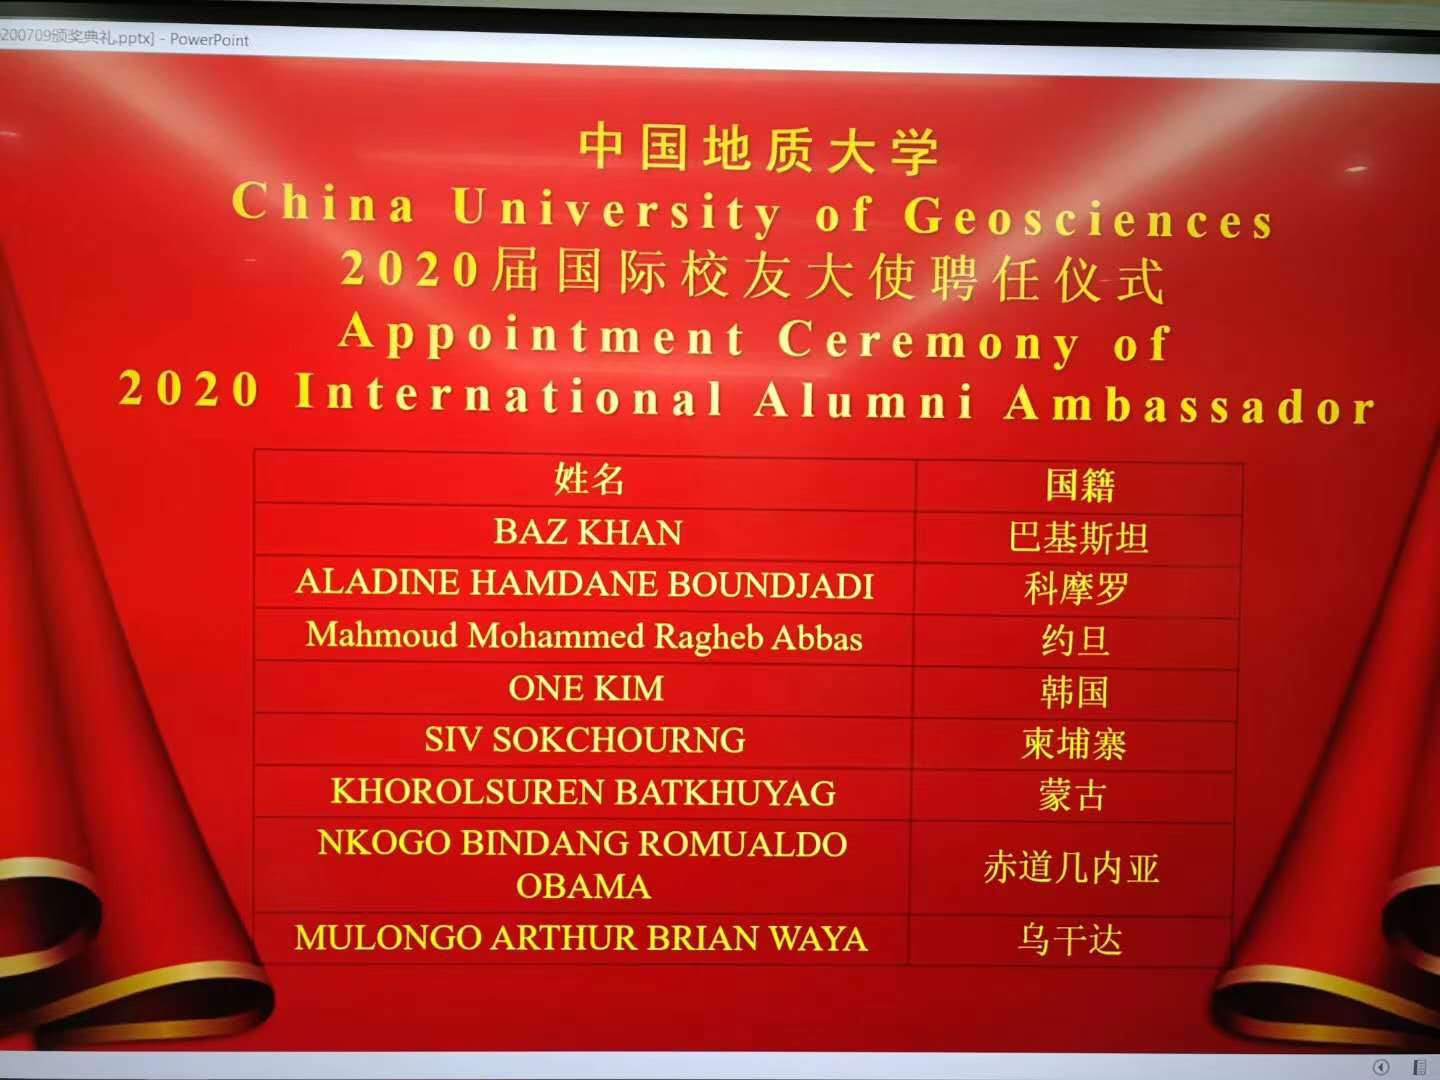 200709颁奖典礼.pptx] - PowerPoint
中国地质大学
China University of Geosciences
2020届国际校友大使聘任仪式
Appointment Ceremony of
2020 International Alumni Ambassador
姓名 国籍
BAZ KHAN 巴基斯坦
ALADINE HAMDANE BOUNDJADI 科摩罗
Mahmoud Mohammed Ragheb Abbas 约旦
ONE KIM 韩国
SIV SOKCHOURNG 柬埔寨
KHOROLSUREN BATKHUYAG 蒙古
NKOGO BINDANG ROMUALDO
OBAMA 赤道几内亚
MULONGO ARTHUR BRIAN WAYA 乌干达